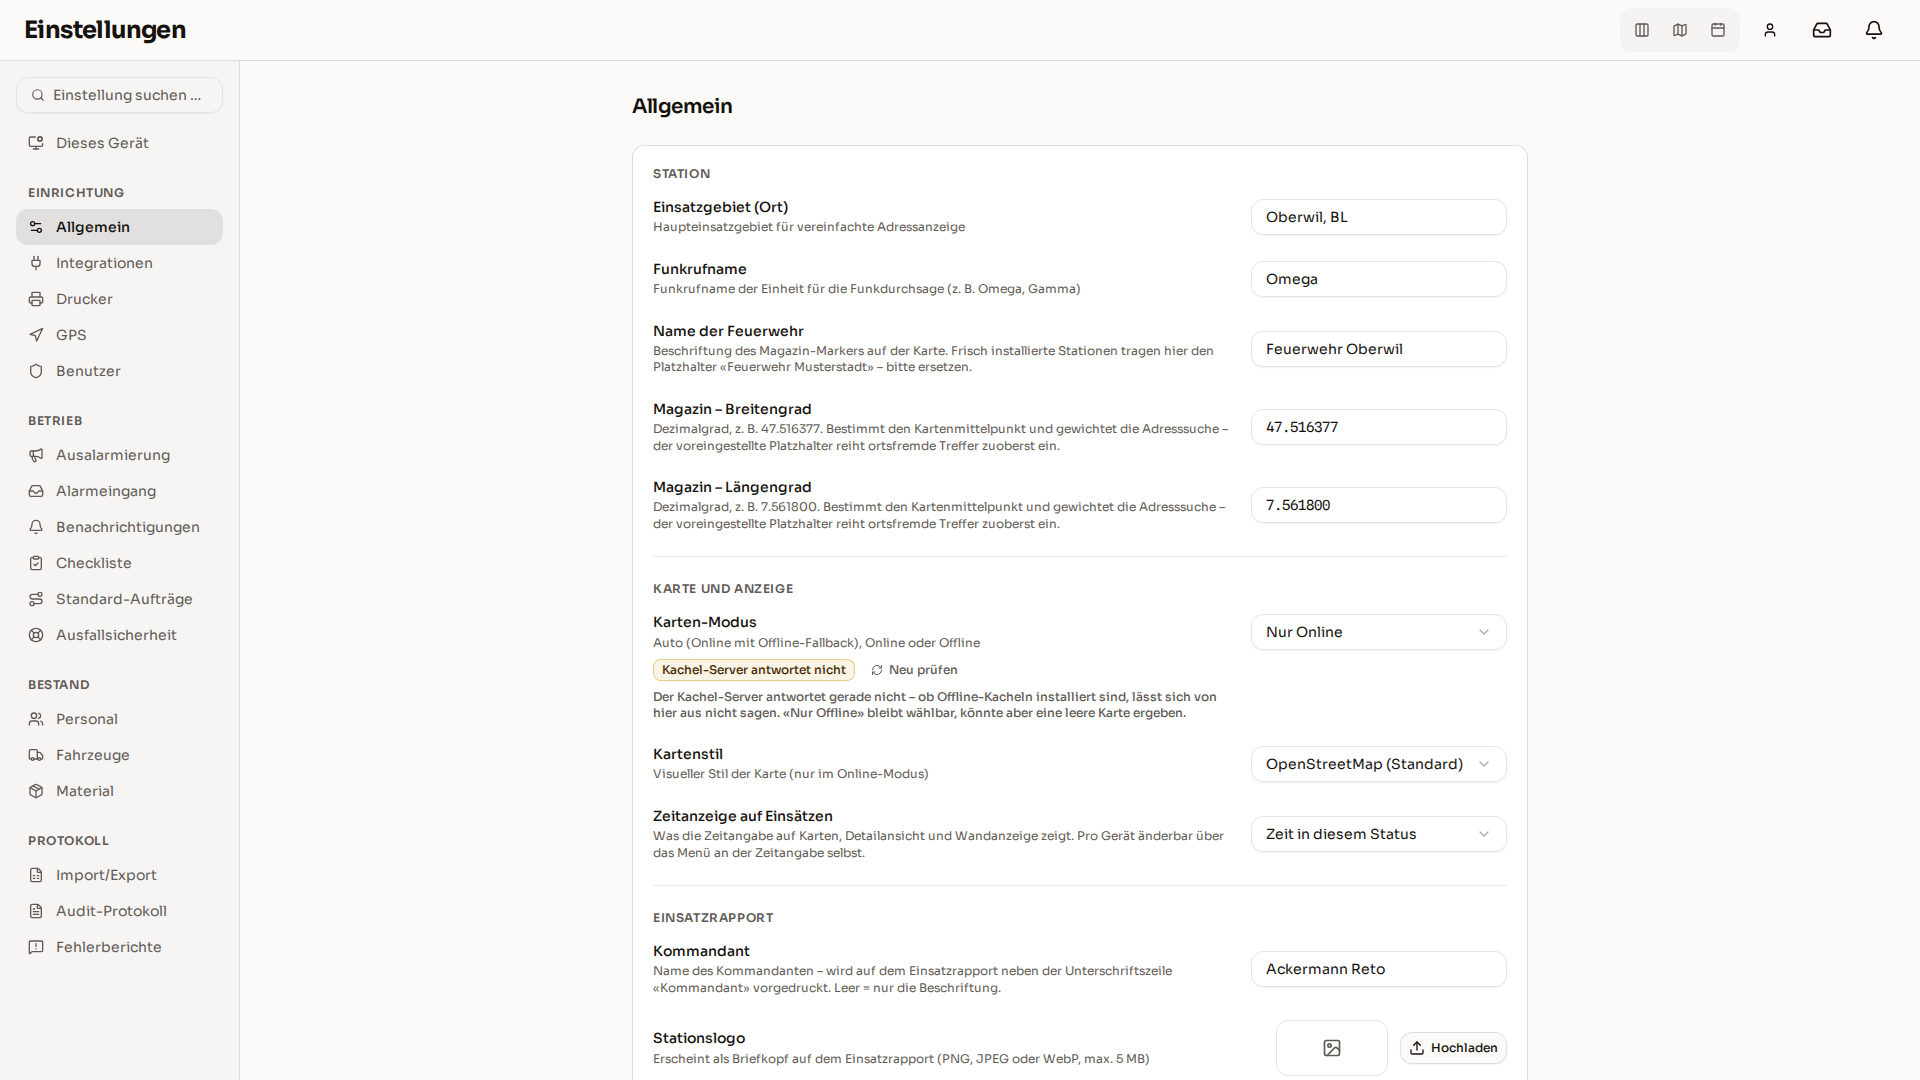 Einstellungen
Einstellung suchen ...
Dieses Gerät
EINRICHTUNG
Allgemein
Integrationen
Drucker
GPS
Benutzer
BETRIEB
Ausalarmierung
Alarmeingang
Benachrichtigungen
Checkliste
Standard-Aufträge
Ausfallsicherheit
BESTAND
Personal
Fahrzeuge
Material
PROTOKOLL
Import/Export
Audit-Protokoll
Fehlerberichte
Allgemein
STATION
Einsatzgebiet (Ort)
Haupteinsatzgebiet für vereinfachte Adressanzeige
Oberwil, BL
Funkrufname
Funkrufname der Einheit für die Funkdurchsage (z. B. Omega, Gamma)
Omega
Name der Feuerwehr
Beschriftung des Magazin-Markers auf der Karte. Frisch installierte Stationen tragen hier den
Platzhalter «Feuerwehr Musterstadt» – bitte ersetzen.
Feuerwehr Oberwil
Magazin – Breitengrad
Dezimalgrad, z. B. 47.516377. Bestimmt den Kartenmittelpunkt und gewichtet die Adresssuche –
der voreingestellte Platzhalter reiht ortsfremde Treffer zuoberst ein.
47.516377
Magazin – Längengrad
Dezimalgrad, z. B. 7.561800. Bestimmt den Kartenmittelpunkt und gewichtet die Adresssuche –
der voreingestellte Platzhalter reiht ortsfremde Treffer zuoberst ein.
7.561800
KARTE UND ANZEIGE
Karten-Modus
Auto (Online mit Offline-Fallback), Online oder Offline
Nur Online
Kachel-Server antwortet nicht
Neu prüfen
Der Kachel-Server antwortet gerade nicht – ob Offline-Kacheln installiert sind, lässt sich von
hier aus nicht sagen. «Nur Offline» bleibt wählbar, könnte aber eine leere Karte ergeben.
Kartenstil
Visueller Stil der Karte (nur im Online-Modus)
OpenStreetMap (Standard)
Zeitanzeige auf Einsätzen
Was die Zeitangabe auf Karten, Detailansicht und Wandanzeige zeigt. Pro Gerät änderbar über
das Menü an der Zeitangabe selbst.
Zeit in diesem Status
EINSATZRAPPORT
Kommandant
Name des Kommandanten – wird auf dem Einsatzrapport neben der Unterschriftszeile
«Kommandant» vorgedruckt. Leer = nur die Beschriftung.
Ackermann Reto
Stationslogo
Erscheint als Briefkopf auf dem Einsatzrapport (PNG, JPEG oder WebP, max. 5 MB)
Hochladen